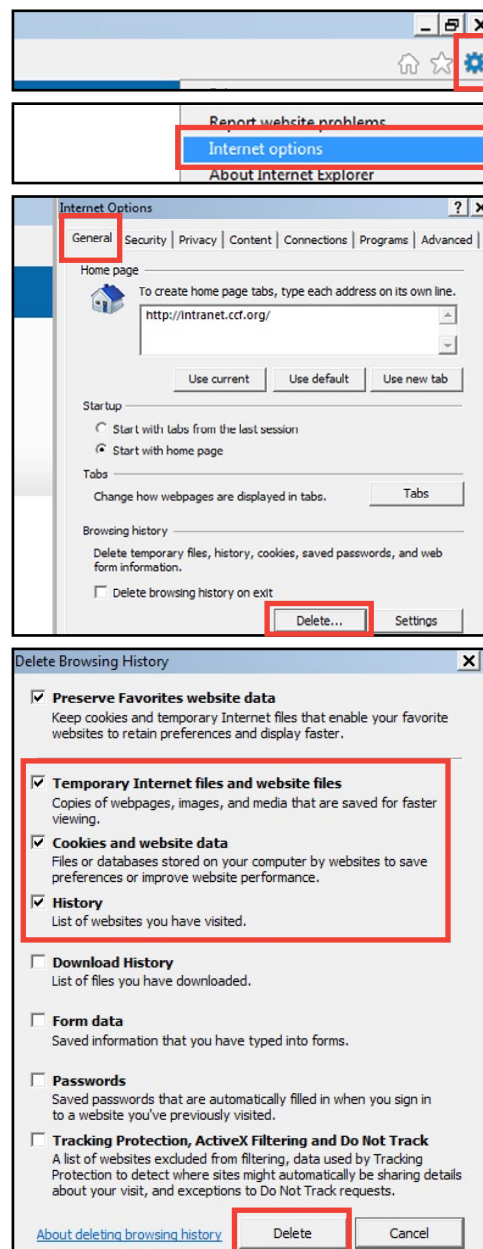 Report website problems
Internet options
About Internet Explorer
Internet Options
General Security Privacy Content Connections Programs Advanced
Home page
To create home page tabs, type each address on its own line.
http://intranet.ccf.org/
Use current Use default Use new tab
Startup
Start with tabs from the last session
Start with home page
Tabs
Change how webpages are displayed in tabs. Tabs
Browsing history
Delete temporary files, history, cookies, saved passwords, and web
form information.
Delete browsing history on exit
Delete... Settings
Delete Browsing History
Preserve Favorites website data
Keep cookies and temporary Internet files that enable your favorite
websites to retain preferences and display faster.
Temporary Internet files and website files
Copies of webpages, images, and media that are saved for faster
viewing.
Cookies and website data
Files or databases stored on your computer by websites to save
preferences or improve website performance.
History
List of websites you have visited.
Download History
List of files you have downloaded.
Form data
Saved information that you have typed into forms.
Passwords
Saved passwords that are automatically filled in when you sign in
to a website you've previously visited.
Tracking Protection, ActiveX Filtering and Do Not Track
A list of websites excluded from filtering, data used by Tracking
Protection to detect where sites might automatically be sharing details
about your visit, and exceptions to Do Not Track requests.
About deleting browsing history Delete Cancel